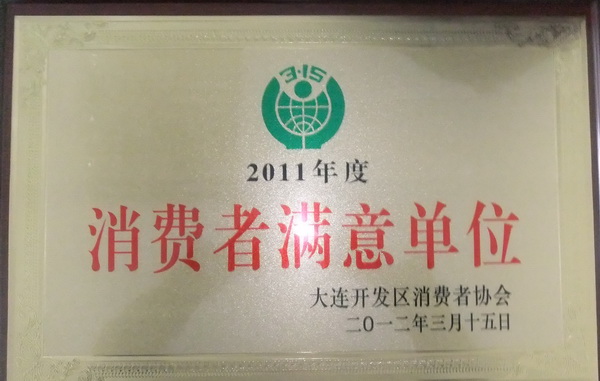 3·15
2011年度
消费者满意单位
大连开发区消费者协会
二〇一二年三月十五日